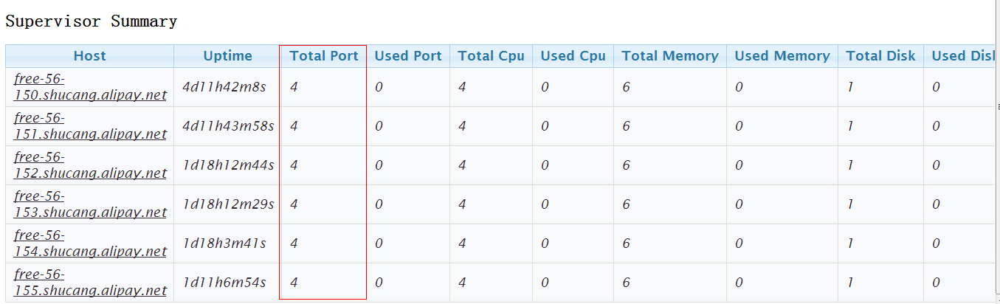 Supervisor Summary
Host Uptime Total Port Used Port Total Cpu Used Cpu Total Memory Used Memory Total Disk Used Disl
free-56-
150.shucang.alipay.net 4d11h42m8s 4 0 4 0 6 0 1 0
free-56-
151.shucang.alipay.net 4d11h43m58s 4 0 4 0 6 0 1 0
free-56-
152.shucang.alipay.net 1d18h12m44s 4 0 4 0 6 0 1 0
free-56-
153.shucang.alipay.net 1d18h12m29s 4 0 4 0 6 0 1 0
free-56-
154.shucang.alipay.net 1d18h3m41s 4 0 4 0 6 0 1 0
free-56-
155.shucang.alipay.net 1d11h6m54s 4 0 4 0 6 0 1 0